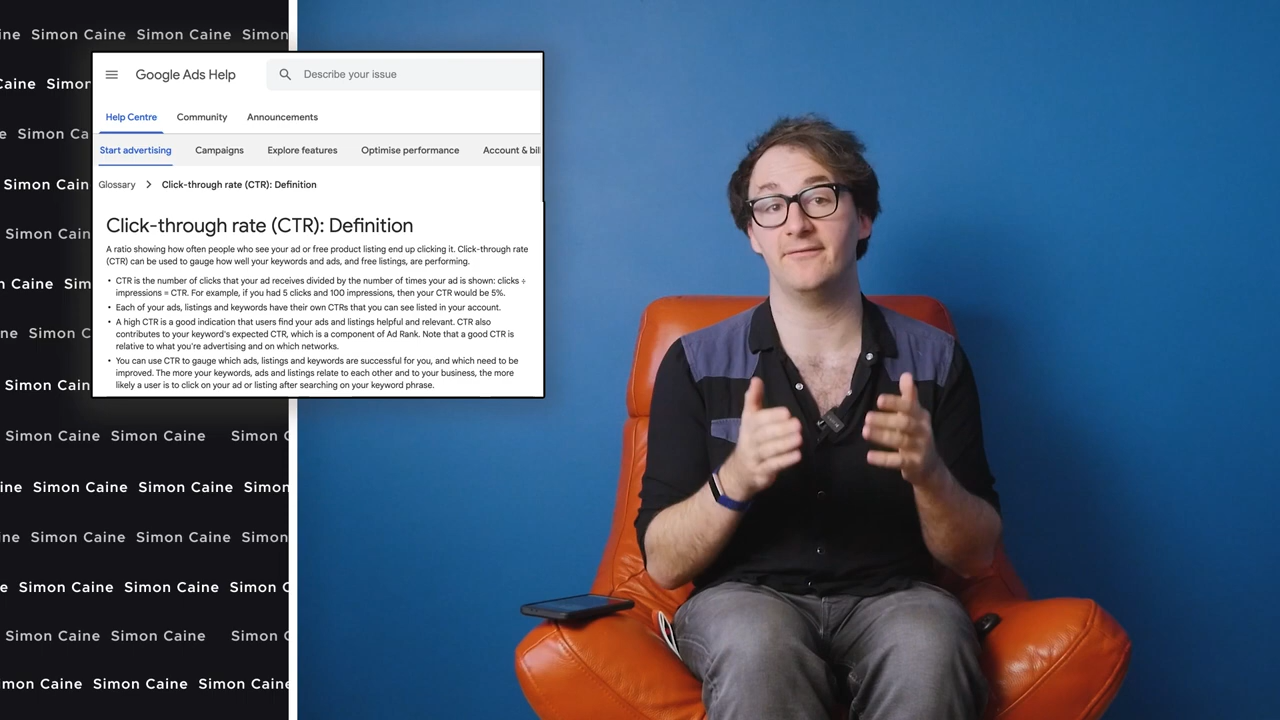 ine Simon Caine Simon Caine Simon
Caine Simo
e Simon Ca
Simon Cain
Simon Cai
n Caine Sim
ne Simon Ca
Simon Cain
Simon Caine Simon Caine Simon C
ine Simon Caine Simon Caine Simon
ine Simon Caine Simon Caine Simon
e Simon Caine Simon Caine Simon C
Simon Caine Simon Caine Simon C
imon Caine Simon Caine Simon Caine
Google Ads Help
Describe your issue
Help Centre Community Announcements
Start advertising Campaigns Explore features Optimise performance Account & bil
Glossary > Click-through rate (CTR): Definition
Click-through rate (CTR): Definition
A ratio showing how often people who see your ad or free product listing end up clicking it. Click-through rate
(CTR) can be used to gauge how well your keywords and ads, and free listings, are performing.
• CTR is the number of clicks that your ad receives divided by the number of times your ad is shown: clicks ÷
impressions = CTR. For example, if you had 5 clicks and 100 impressions, then your CTR would be 5%.
• Each of your ads, listings and keywords have their own CTRs that you can see listed in your account.
• A high CTR is a good indication that users find your ads and listings helpful and relevant. CTR also
contributes to your keyword's expected CTR, which is a component of Ad Rank. Note that a good CTR is
relative to what you're advertising and on which networks.
• You can use CTR to gauge which ads, listings and keywords are successful for you, and which need to be
improved. The more your keywords, ads and listings relate to each other and to your business, the more
likely a user is to click on your ad or listing after searching on your keyword phrase.